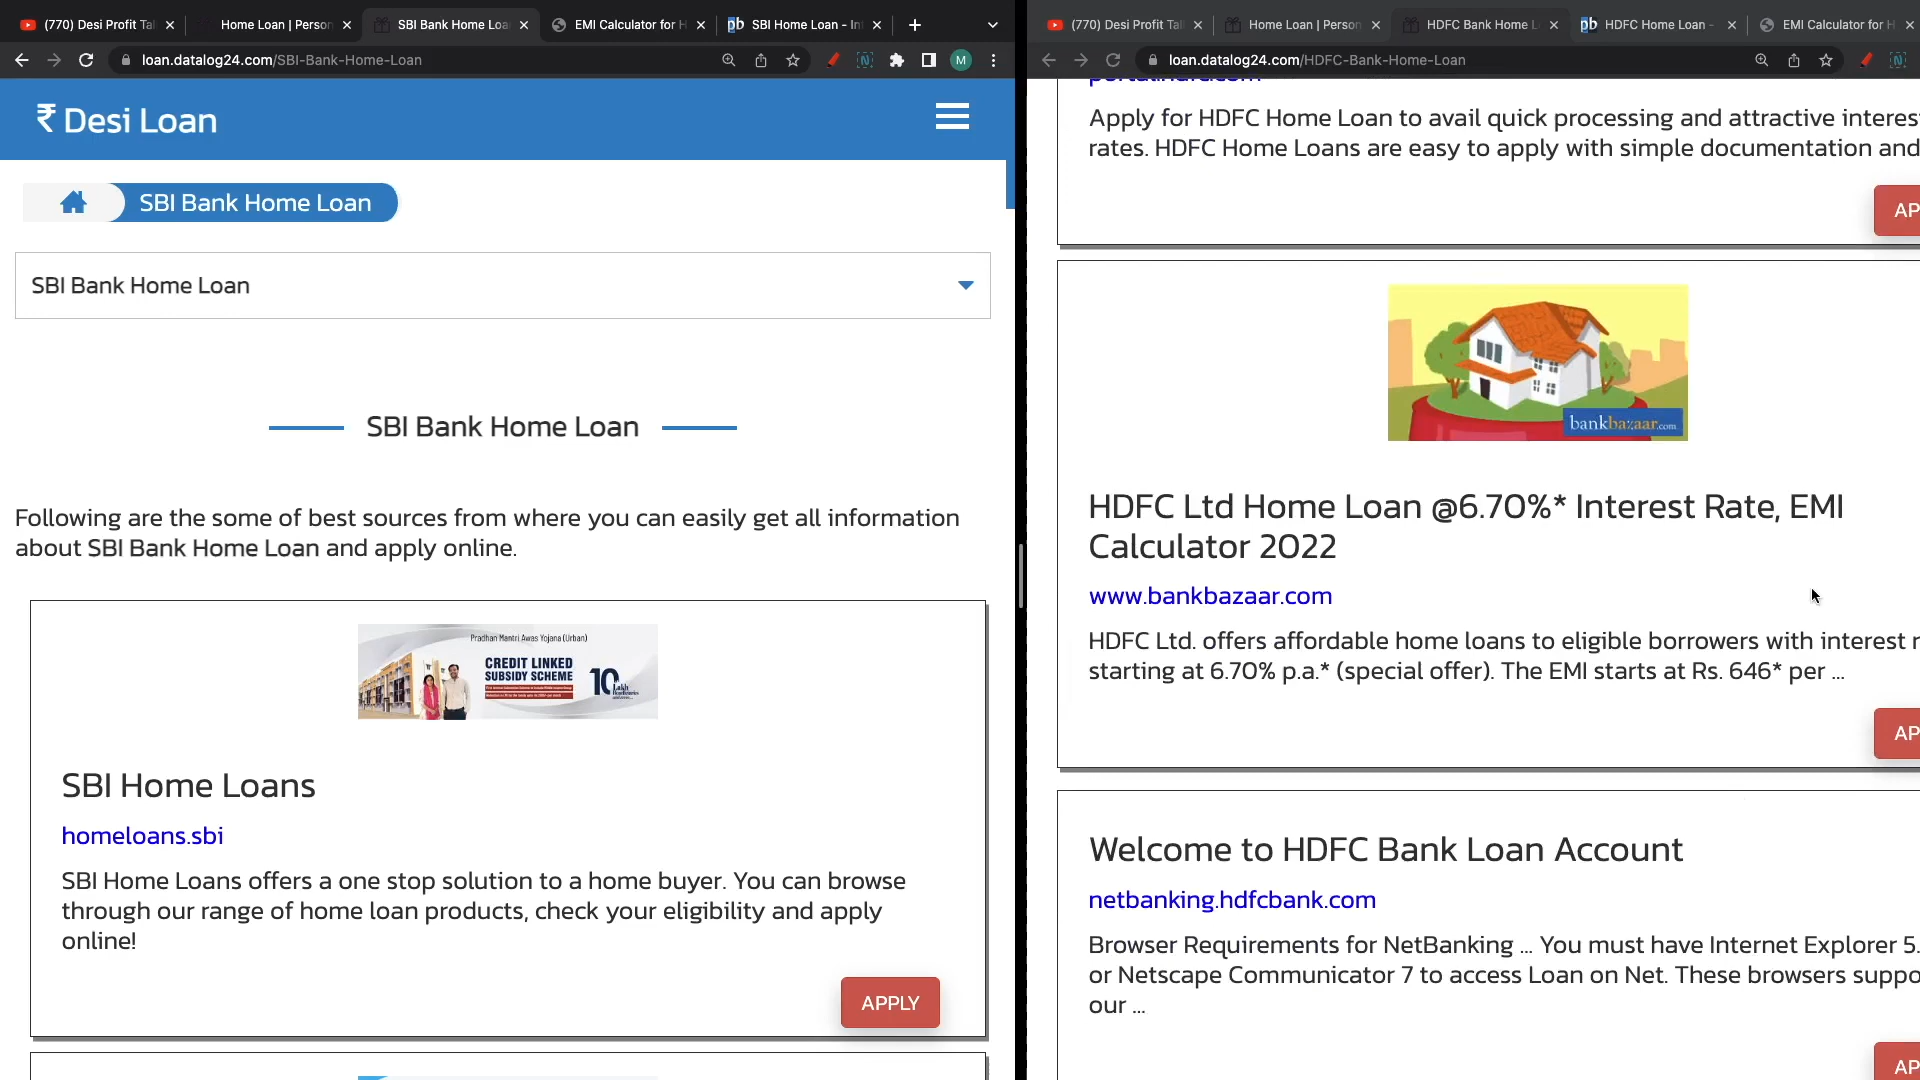 (770) Desi Profit Tal
Home Loan | Person
SBI Bank Home Loa
EMI Calculator for H
pb SBI Home Loan - In
loan.datalog24.com/SBI-Bank-Home-Loan
M
₹ Desi Loan
SBI Bank Home Loan
SBI Bank Home Loan
SBI Bank Home Loan
Following are the some of best sources from where you can easily get all information
about SBI Bank Home Loan and apply online.
Pradhan Mantri Awas Yojana (Urban)
CREDIT LINKED
SUBSIDY SCHEME
10 Lakh
SBI Home Loans
homeloans.sbi
SBI Home Loans offers a one stop solution to a home buyer. You can browse
through our range of home loan products, check your eligibility and apply
online!
APPLY
(770) Desi Profit Tal
Home Loan | Person
HDFC Bank Home L
pb HDFC Home Loan -
EMI Calculator for H
loan.datalog24.com/HDFC-Bank-Home-Loan
Apply for HDFC Home Loan to avail quick processing and attractive interes
rates. HDFC Home Loans are easy to apply with simple documentation and
AP
bankbazaar.com
HDFC Ltd Home Loan @6.70%* Interest Rate, EMI
Calculator 2022
www.bankbazaar.com
HDFC Ltd. offers affordable home loans to eligible borrowers with interest r
starting at 6.70% p.a.* (special offer). The EMI starts at Rs. 646* per ...
AP
Welcome to HDFC Bank Loan Account
netbanking.hdfcbank.com
Browser Requirements for NetBanking ... You must have Internet Explorer 5.
or Netscape Communicator 7 to access Loan on Net. These browsers suppo
our ...
AP